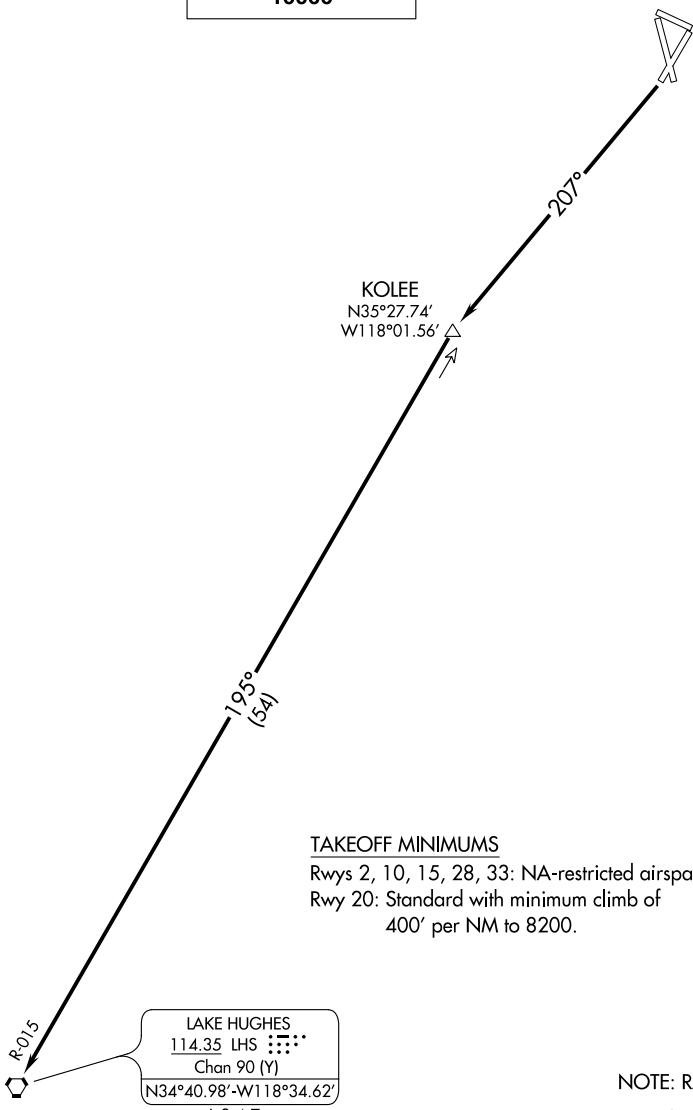 207°
KOLEE
N35°27.74'
W118°01.56'
195°
(54)
TAKEOFF MINIMUMS
Rwys 2, 10, 15, 28, 33: NA-restricted airspa
Rwy 20: Standard with minimum climb of
400' per NM to 8200.
R-015
LAKE HUGHES
114.35 LHS
Chan 90 (Y)
N34°40.98'-W118°34.62'
NOTE: R